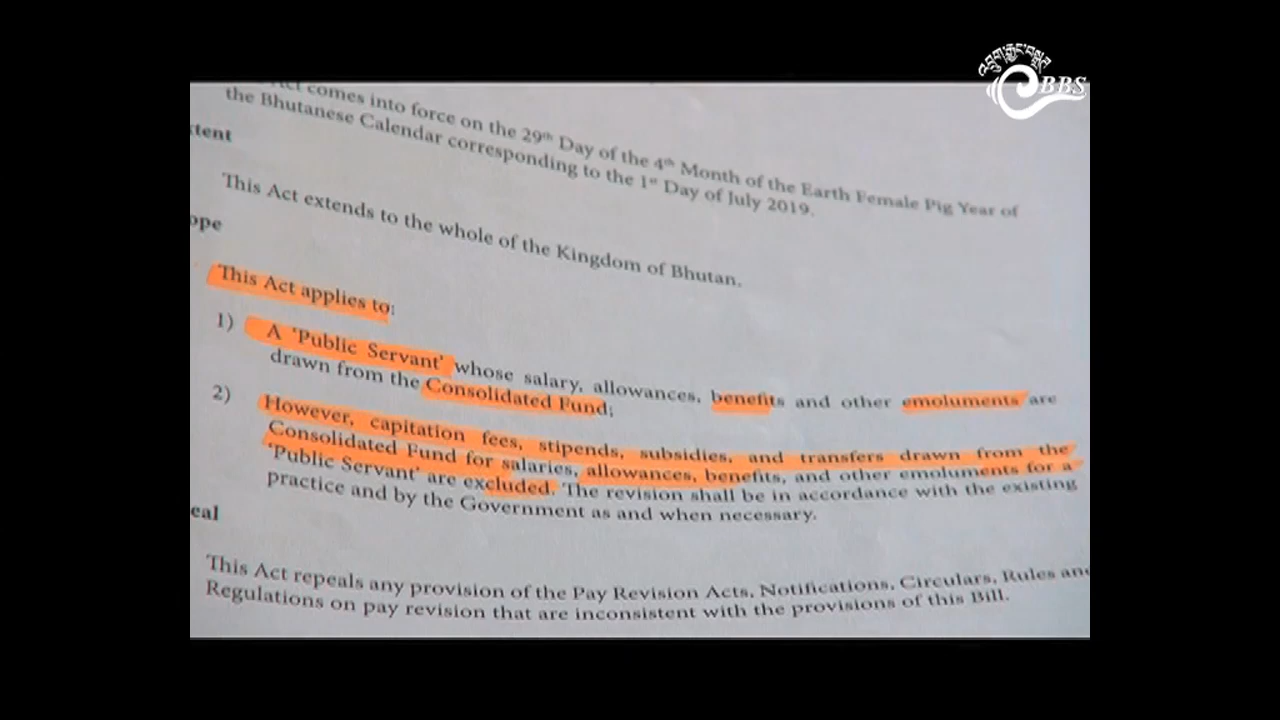 འབྲུག་རྒྱང་བསྒྲགས
BBS
Act comes into force on the 29th Day of the 4th Month of the Earth Female Pig Year of
the Bhutanese Calendar corresponding to the 1st Day of July 2019.
tent
This Act extends to the whole of the Kingdom of Bhutan.
ope
This Act applies to:
1) A 'Public Servant' whose salary, allowances, benefits and other emoluments are
drawn from the Consolidated Fund;
2) However, capitation fees, stipends, subsidies, and transfers drawn from the
Consolidated Fund for salaries, allowances, benefits, and other emoluments for a
'Public Servant' are excluded. The revision shall be in accordance with the existing
practice and by the Government as and when necessary.
eal
This Act repeals any provision of the Pay Revision Acts, Notifications, Circulars, Rules and
Regulations on pay revision that are inconsistent with the provisions of this Bill.